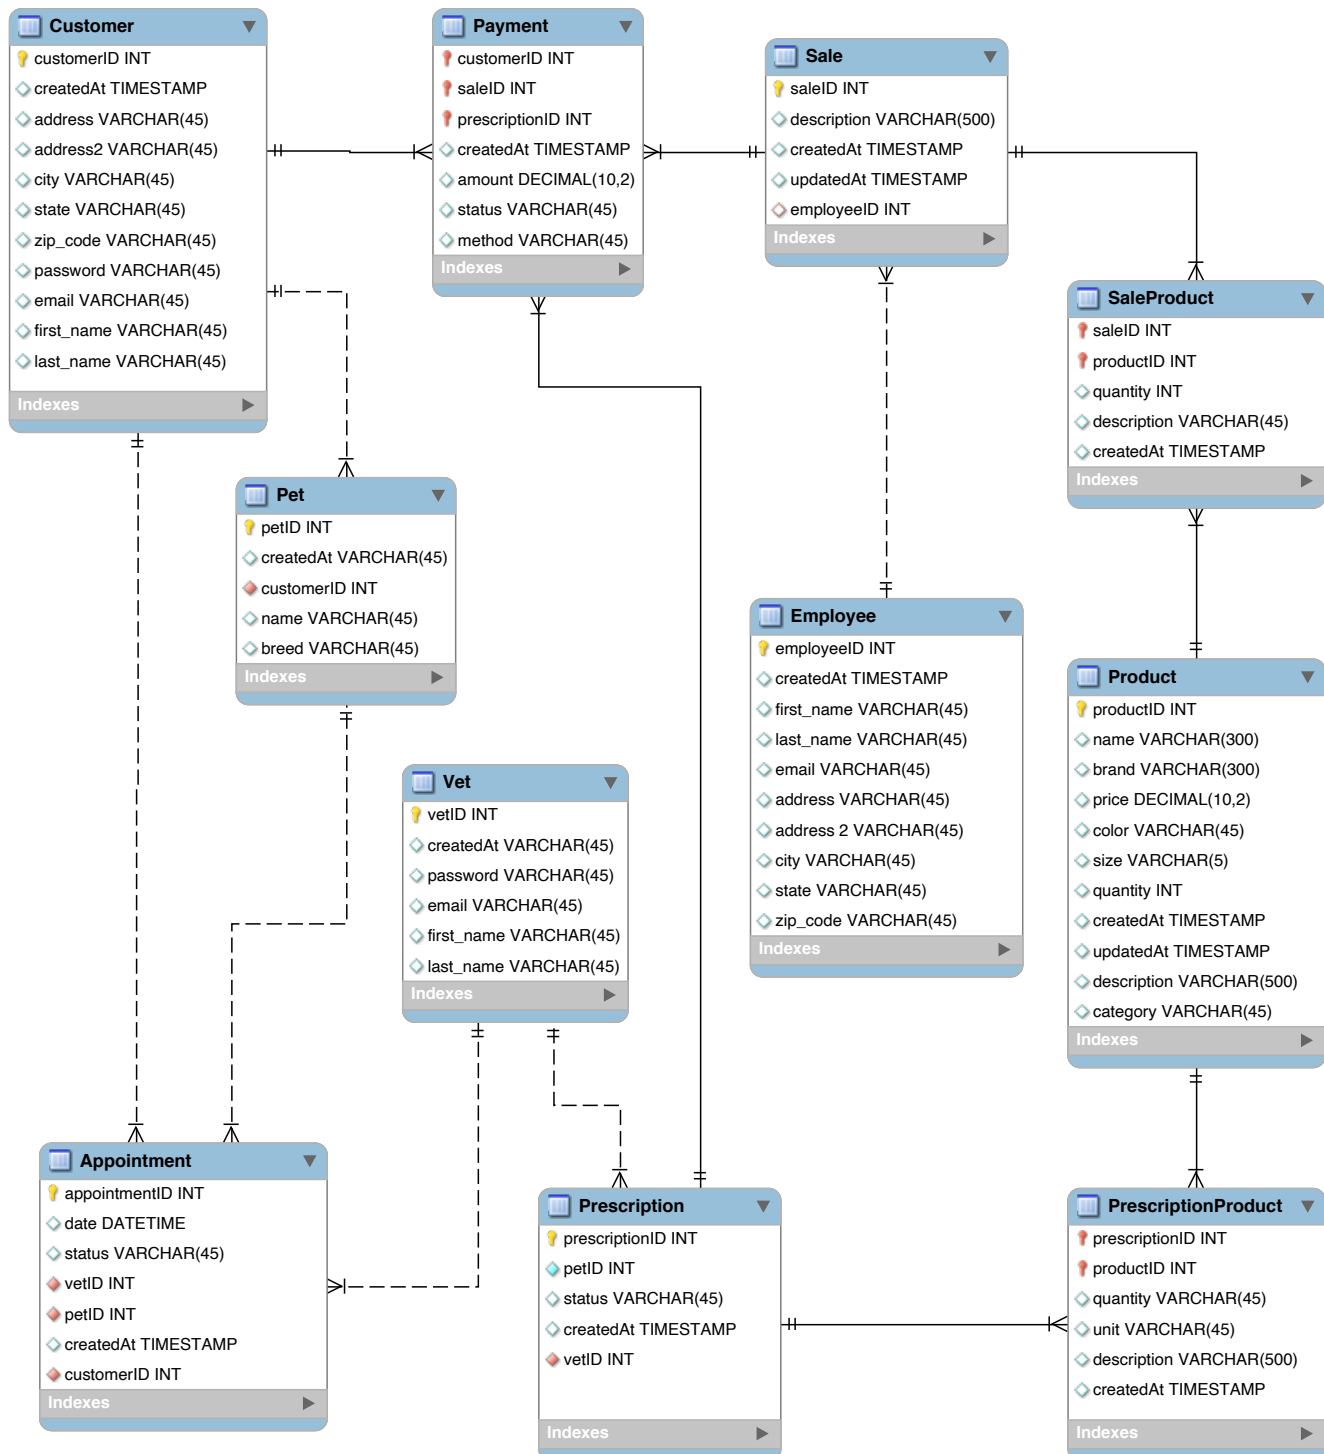 Customer
customerID INT
createdAt TIMESTAMP
address VARCHAR(45)
address2 VARCHAR(45)
city VARCHAR(45)
state VARCHAR(45)
zip_code VARCHAR(45)
password VARCHAR(45)
email VARCHAR(45)
first_name VARCHAR(45)
last_name VARCHAR(45)
Indexes
Payment
customerID INT
saleID INT
prescriptionID INT
createdAt TIMESTAMP
amount DECIMAL(10,2)
status VARCHAR(45)
method VARCHAR(45)
Indexes
Sale
saleID INT
description VARCHAR(500)
createdAt TIMESTAMP
updatedAt TIMESTAMP
employeeID INT
Indexes
SaleProduct
saleID INT
productID INT
quantity INT
description VARCHAR(45)
createdAt TIMESTAMP
Indexes
Pet
petID INT
createdAt VARCHAR(45)
customerID INT
name VARCHAR(45)
breed VARCHAR(45)
Indexes
Employee
employeeID INT
createdAt TIMESTAMP
first_name VARCHAR(45)
last_name VARCHAR(45)
email VARCHAR(45)
address VARCHAR(45)
address 2 VARCHAR(45)
city VARCHAR(45)
state VARCHAR(45)
zip_code VARCHAR(45)
Indexes
Product
productID INT
name VARCHAR(300)
brand VARCHAR(300)
price DECIMAL(10,2)
color VARCHAR(45)
size VARCHAR(5)
quantity INT
createdAt TIMESTAMP
updatedAt TIMESTAMP
description VARCHAR(500)
category VARCHAR(45)
Indexes
Vet
vetID INT
createdAt VARCHAR(45)
password VARCHAR(45)
email VARCHAR(45)
first_name VARCHAR(45)
last_name VARCHAR(45)
Indexes
Appointment
appointmentID INT
date DATETIME
status VARCHAR(45)
vetID INT
petID INT
createdAt TIMESTAMP
customerID INT
Indexes
Prescription
prescriptionID INT
petID INT
status VARCHAR(45)
createdAt TIMESTAMP
vetID INT
Indexes
PrescriptionProduct
prescriptionID INT
productID INT
quantity VARCHAR(45)
unit VARCHAR(45)
description VARCHAR(500)
createdAt TIMESTAMP
Indexes